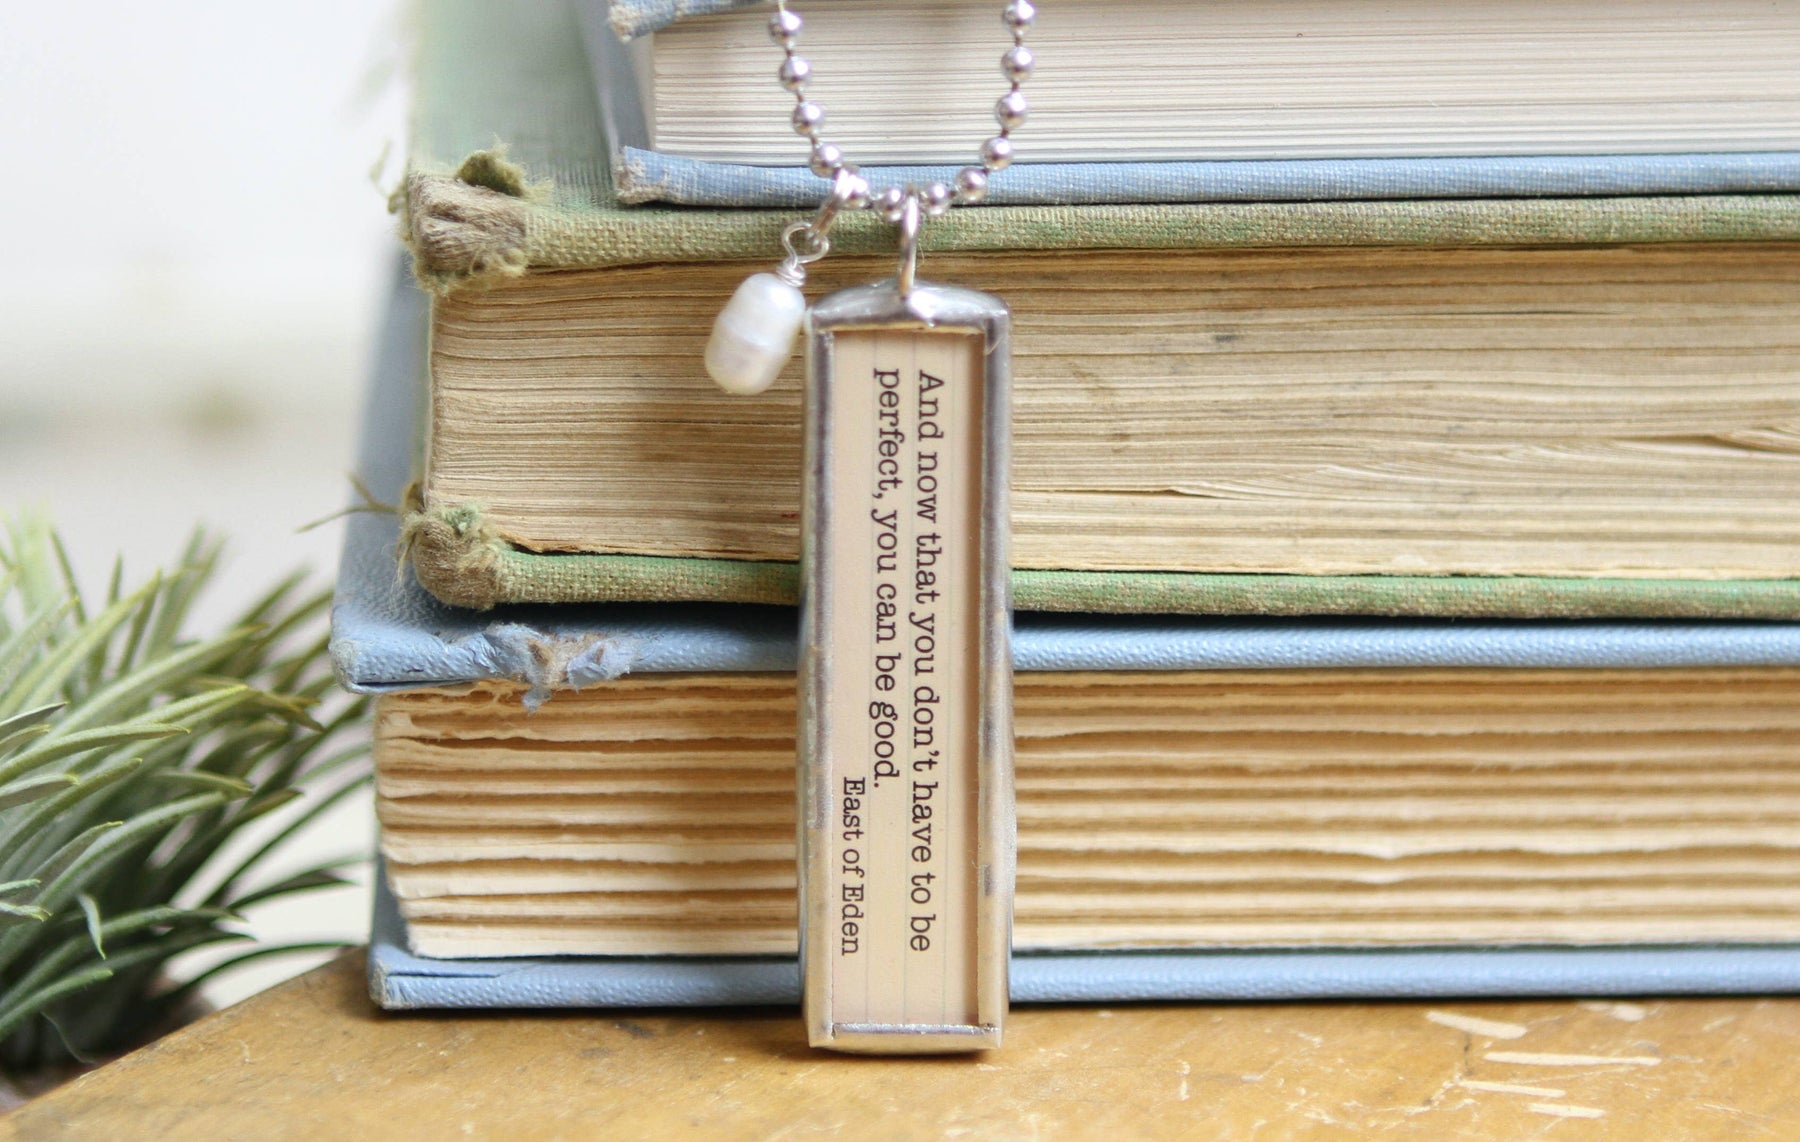 And now that you don't have to be
perfect, you can be good.
East of Eden